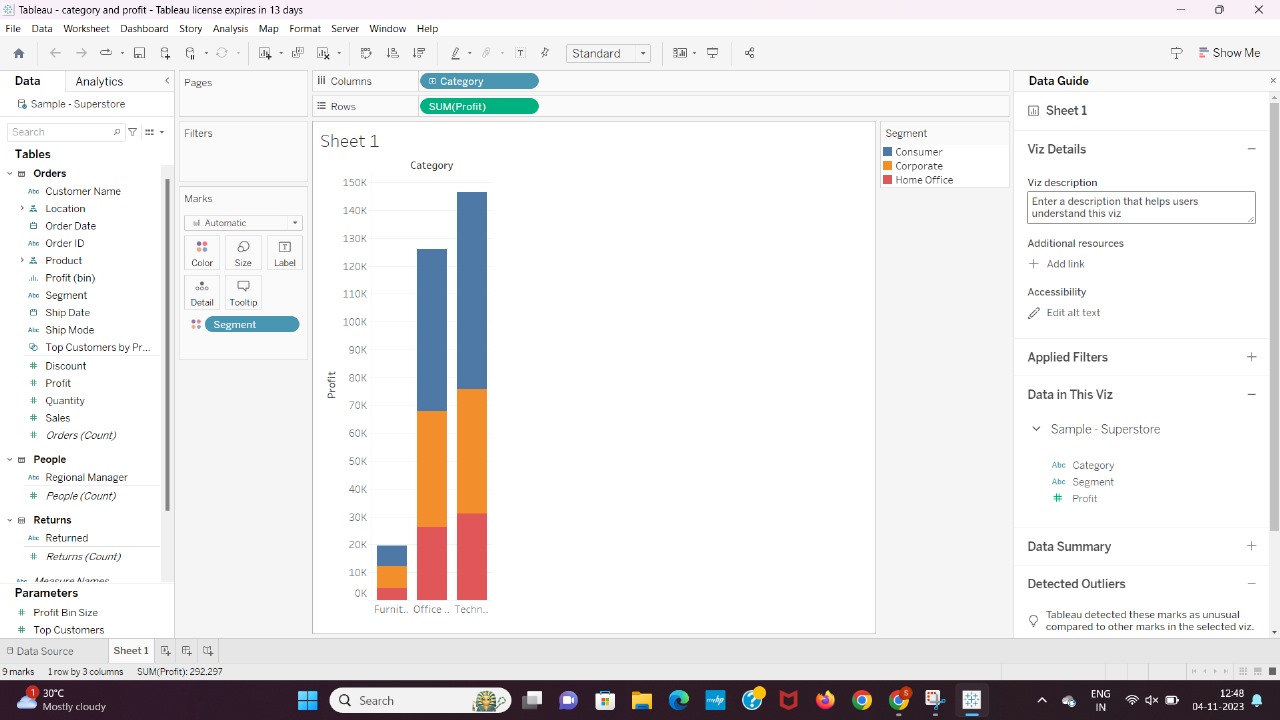 Tableau - category and profit - Tableau license expires in 13 days
File Data Worksheet Dashboard Story Analysis Map Format Server Window Help
Standard
Show Me
Data Analytics
Sample - Superstore
Search
Tables
Orders
Customer Name
Location
Order Date
Order ID
Product
Profit (bin)
Segment
Ship Date
Ship Mode
Top Customers by Pr...
Discount
Profit
Quantity
Sales
Orders (Count)
People
Regional Manager
People (Count)
Returns
Returned
Returns (Count)
Measure Names
Parameters
Profit Bin Size
Top Customers
Pages
Filters
Marks
Automatic
Color Size Label
Detail Tooltip
Segment
Columns Category
Rows SUM(Profit)
Sheet 1
Category
150K
140K
130K
120K
110K
100K
90K
80K
70K
60K
50K
40K
30K
20K
10K
0K
Profit
Furnit.. Office .. Techn..
Segment
Consumer
Corporate
Home Office
Data Guide
Sheet 1
Viz Details
Viz description
Enter a description that helps users
understand this viz
Additional resources
Add link
Accessibility
Edit alt text
Applied Filters
Data in This Viz
Sample - Superstore
Abc Category
Abc Segment
Profit
Data Summary
Detected Outliers
Tableau detected these marks as unusual
compared to other marks in the selected viz.
Data Source Sheet 1
9 marks 1 row by 3 columns SUM(Profit): 292,297
1
30°C
Mostly cloudy
Search
ENG
IN
12:48
04-11-2023